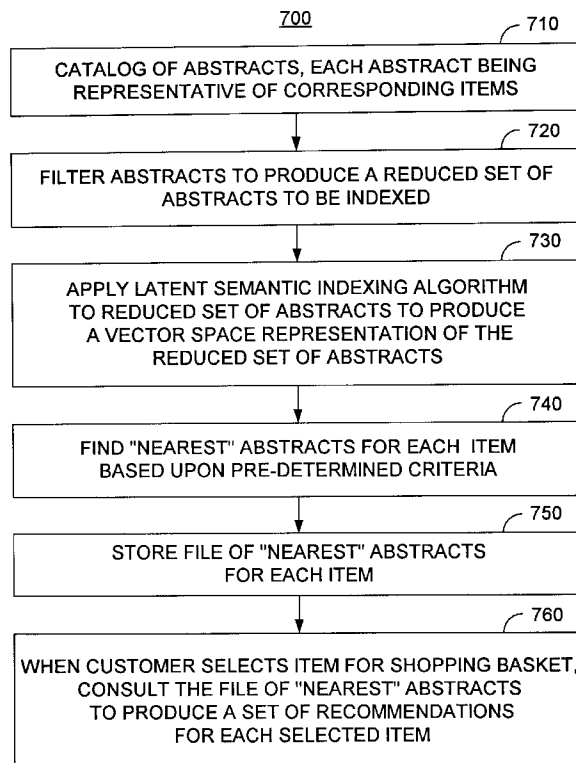 700
710
CATALOG OF ABSTRACTS, EACH ABSTRACT BEING
REPRESENTATIVE OF CORRESPONDING ITEMS
720
FILTER ABSTRACTS TO PRODUCE A REDUCED SET OF
ABSTRACTS TO BE INDEXED
730
APPLY LATENT SEMANTIC INDEXING ALGORITHM
TO REDUCED SET OF ABSTRACTS TO PRODUCE
A VECTOR SPACE REPRESENTATION OF THE
REDUCED SET OF ABSTRACTS
740
FIND "NEAREST" ABSTRACTS FOR EACH ITEM
BASED UPON PRE-DETERMINED CRITERIA
750
STORE FILE OF "NEAREST" ABSTRACTS
FOR EACH ITEM
760
WHEN CUSTOMER SELECTS ITEM FOR SHOPPING BASKET,
CONSULT THE FILE OF "NEAREST" ABSTRACTS
TO PRODUCE A SET OF RECOMMENDATIONS
FOR EACH SELECTED ITEM